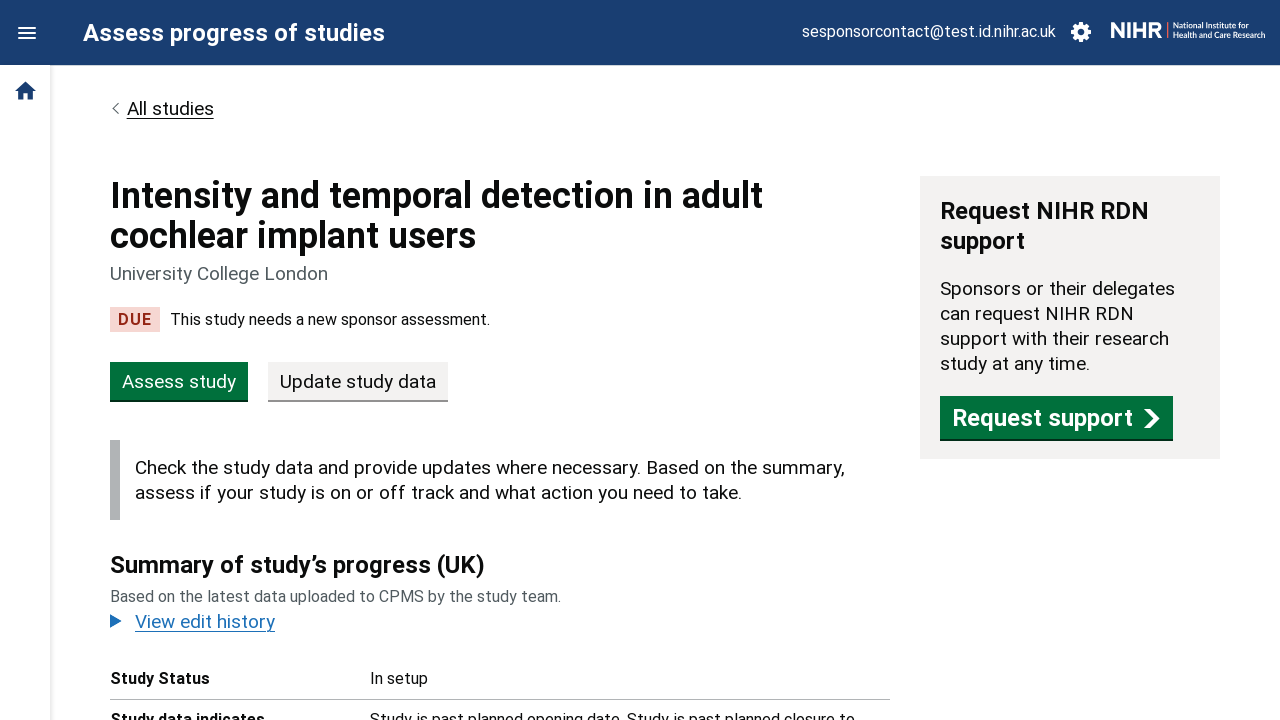 Assess progress of studies
sesponsorcontact@test.id.nihr.ac.uk
NIHR | National Institute for
Health and Care Research
All studies
Intensity and temporal detection in adult
cochlear implant users
University College London
DUE This study needs a new sponsor assessment.
Assess study
Update study data
Check the study data and provide updates where necessary. Based on the summary,
assess if your study is on or off track and what action you need to take.
Summary of study’s progress (UK)
Based on the latest data uploaded to CPMS by the study team.
View edit history
Study Status In setup
Study data indicates Study is past planned opening date, Study is past planned closure to
Request NIHR RDN
support
Sponsors or their delegates
can request NIHR RDN
support with their research
study at any time.
Request support